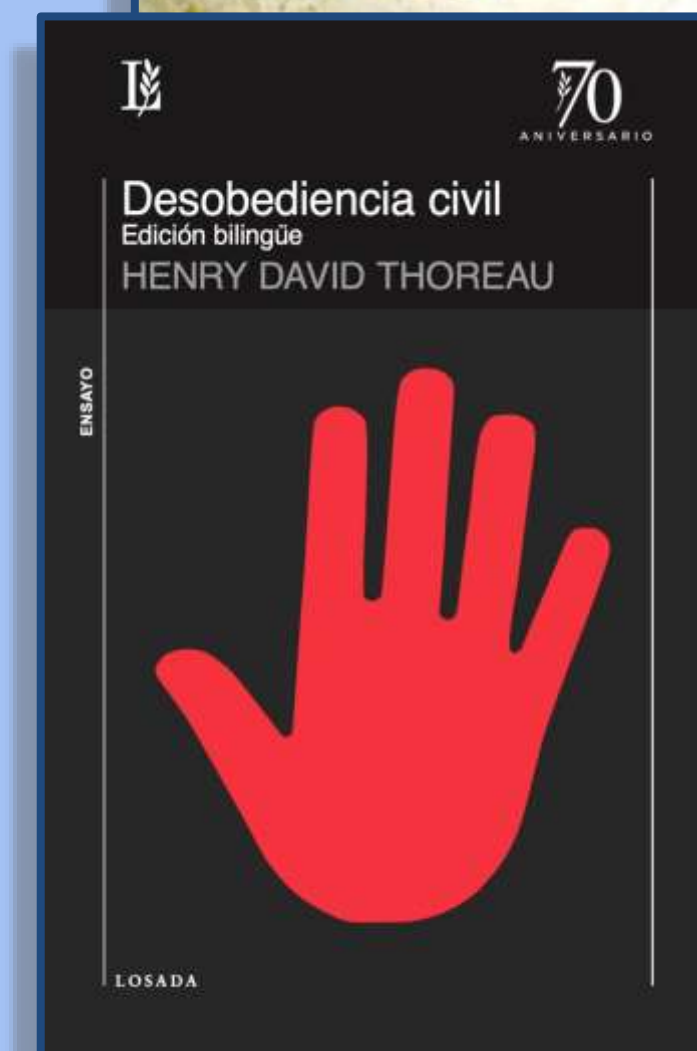 L
70
ANIVERSARIO
Desobediencia civil
Edición bilingüe
HENRY DAVID THOREAU
ENSAYO
LOSADA